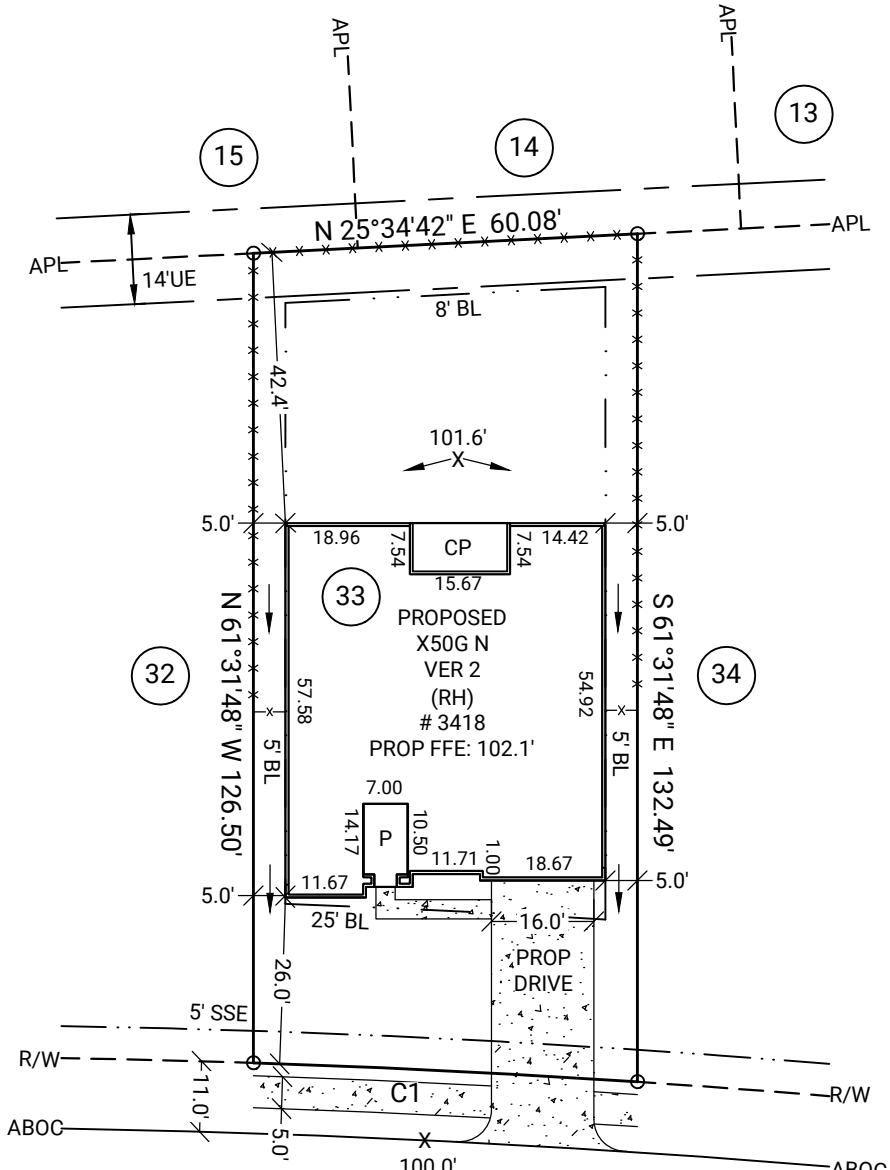 APL
APL
13
14
15
N 25°34'42" E 60.08'
APL
APL
14'UE
8' BL
42.4'
101.6'
X
5.0'
5.0'
18.96
7.54
CP
7.54
14.42
15.67
33
PROPOSED
X50G N
VER 2
(RH)
# 3418
PROP FFE: 102.1'
32
34
N 61°31'48" W 126.50'
S 61°31'48" E 132.49'
57.58
54.92
5' BL
5' BL
7.00
14.17
P
10.50
11.71
1.00
11.67
18.67
5.0'
5.0'
25' BL
16.0'
PROP
DRIVE
26.0'
5' SSE
R/W
R/W
11.0'
C1
5.0'
ABOC
X
100.0'
ABOC